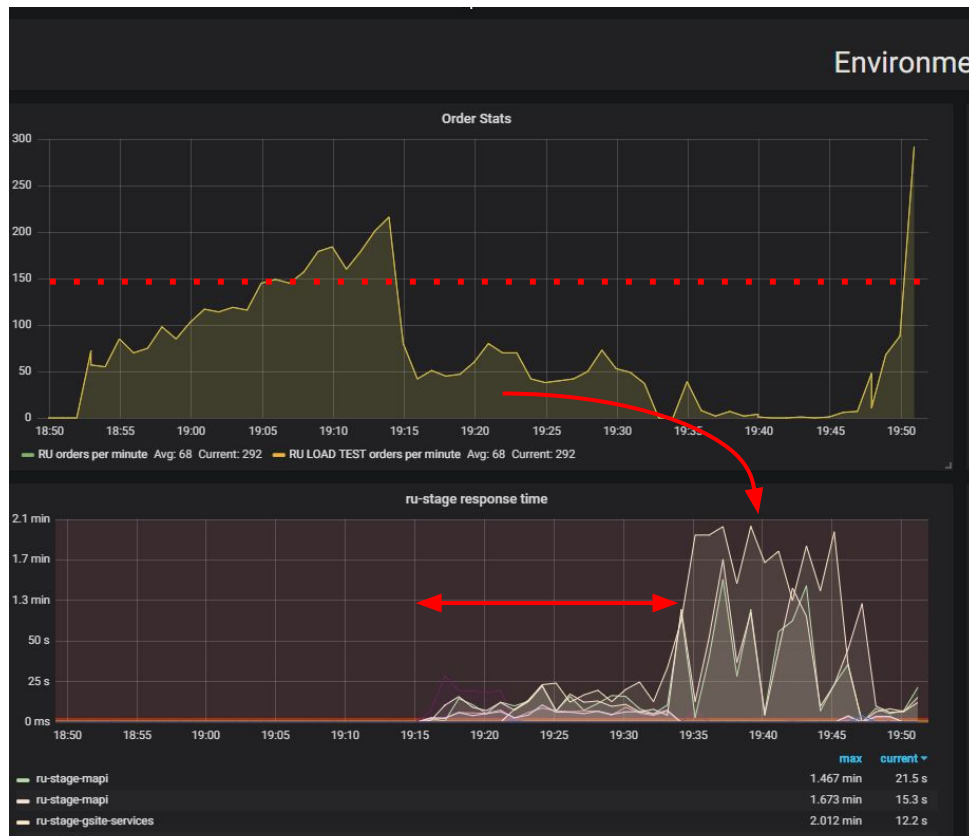 Environme
Order Stats
300
250
200
150
100
50
0
18:50 18:55 19:00 19:05 19:10 19:15 19:20 19:25 19:30 19:35 19:40 19:45 19:50
RU orders per minute Avg: 68 Current: 292 RU LOAD TEST orders per minute Avg: 68 Current: 292
ru-stage response time
2.1 min
1.7 min
1.3 min
50 s
25 s
0 ms
18:50 18:55 19:00 19:05 19:10 19:15 19:20 19:25 19:30 19:35 19:40 19:45 19:50
max current
ru-stage-mapi 1.467 min 21.5 s
ru-stage-mapi 1.673 min 15.3 s
ru-stage-gsite-services 2.012 min 12.2 s